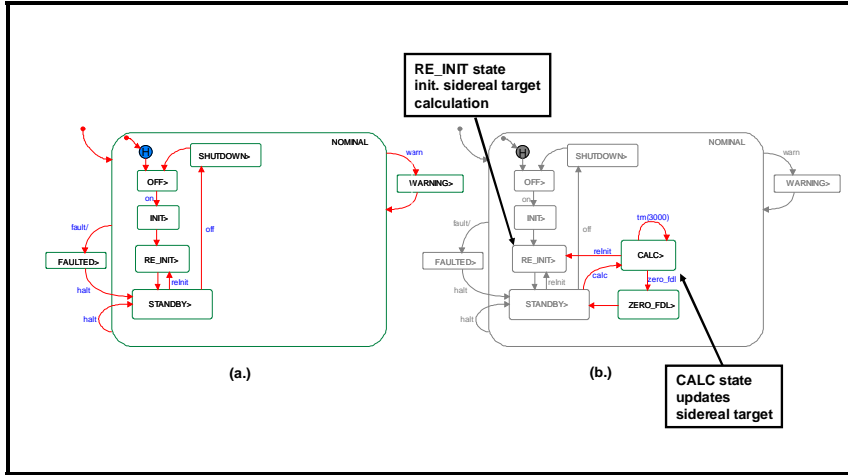 RE_INIT state
init. sidereal target
calculation
H
NOMINAL
SHUTDOWN>
warn
OFF>
WARNING>
on
INIT>
off
fault/
FAULTED>
RE_INIT>
reInit
halt
STANDBY>
halt
(a.)
H
NOMINAL
SHUTDOWN>
warn
OFF>
WARNING>
on
INIT>
tm(3000)
off
fault/
reInit
CALC>
FAULTED>
RE_INIT>
calc
reInit
zero_fdl
halt
STANDBY>
ZERO_FDL>
halt
(b.)
CALC state
updates
sidereal target